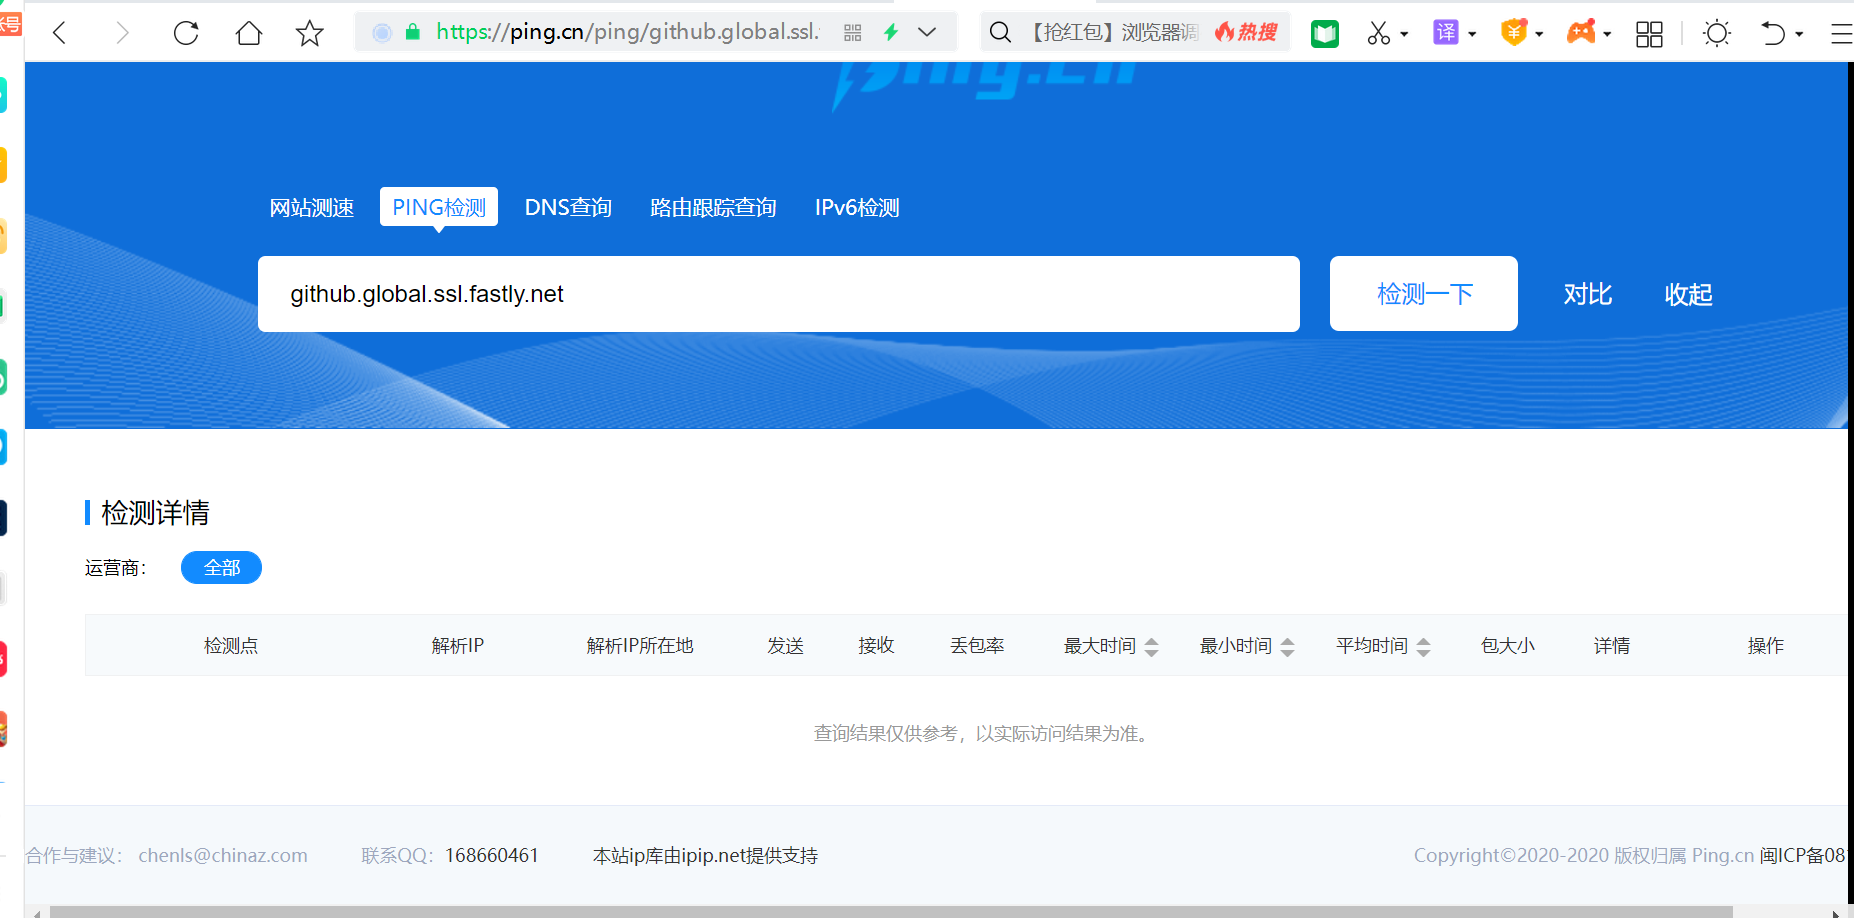 账号
https://ping.cn/ping/github.global.ssl.
【抢红包】浏览器调
热搜
译
ping.cn
网站测速 PING检测 DNS查询 路由跟踪查询 IPv6检测
github.global.ssl.fastly.net
检测一下 对比 收起
检测详情
运营商： 全部
检测点 解析IP 解析IP所在地 发送 接收 丢包率 最大时间 最小时间 平均时间 包大小 详情 操作
查询结果仅供参考，以实际访问结果为准。
合作与建议： chenls@chinaz.com 联系QQ：168660461 本站ip库由ipip.net提供支持
Copyright©2020-2020 版权归属 Ping.cn 闽ICP备08